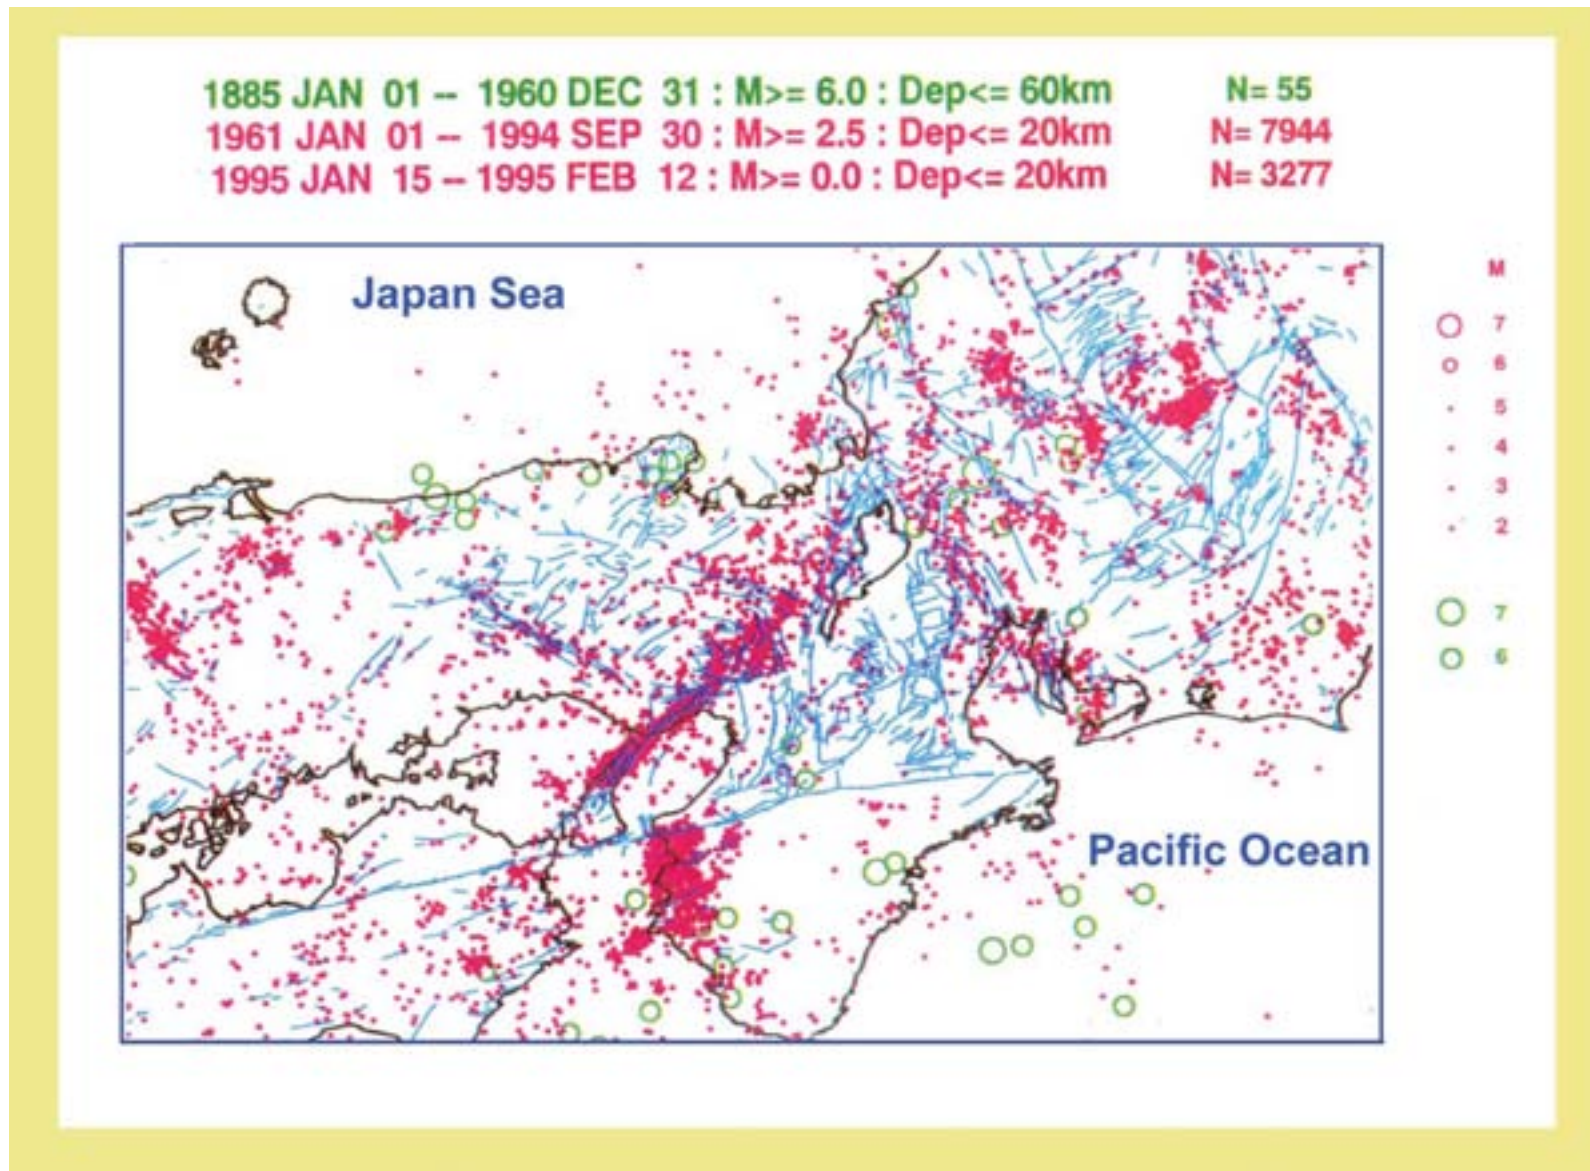 1885 JAN 01 -- 1960 DEC 31 : M>= 6.0 : Dep<= 60km N= 55
1961 JAN 01 -- 1994 SEP 30 : M>= 2.5 : Dep<= 20km N= 7944
1995 JAN 15 -- 1995 FEB 12 : M>= 0.0 : Dep<= 20km N= 3277
Japan Sea
Pacific Ocean
M
7
6
5
4
3
2
7
6